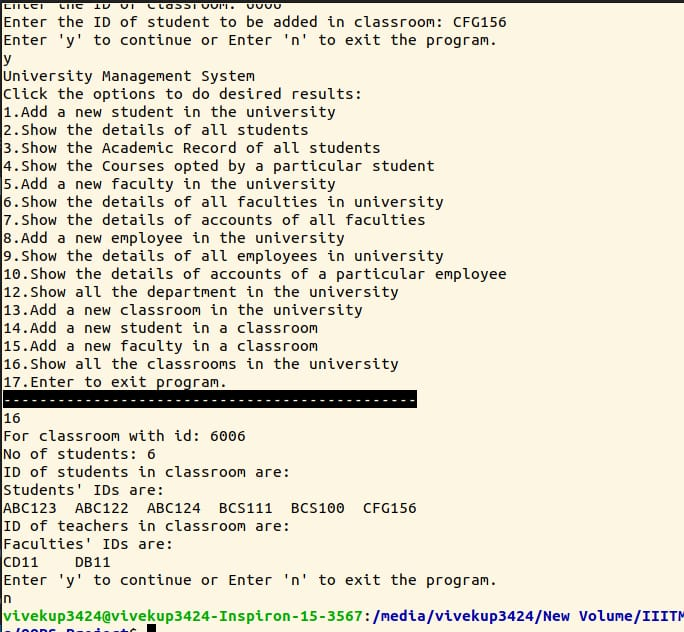 Enter the ID of classroom: 6006
Enter the ID of student to be added in classroom: CFG156
Enter 'y' to continue or Enter 'n' to exit the program.
y
University Management System
Click the options to do desired results:
1.Add a new student in the university
2.Show the details of all students
3.Show the Academic Record of all students
4.Show the Courses opted by a particular student
5.Add a new faculty in the university
6.Show the details of all faculties in university
7.Show the details of accounts of all faculties
8.Add a new employee in the university
9.Show the details of all employees in university
10.Show the details of accounts of a particular employee
12.Show all the department in the university
13.Add a new classroom in the university
14.Add a new student in a classroom
15.Add a new faculty in a classroom
16.Show all the classrooms in the university
17.Enter to exit program.
----------------------------------------------
16
For classroom with id: 6006
No of students: 6
ID of students in classroom are:
Students' IDs are:
ABC123  ABC122  ABC124  BCS111  BCS100  CFG156
ID of teachers in classroom are:
Faculties' IDs are:
CD11    DB11
Enter 'y' to continue or Enter 'n' to exit the program.
n
vivekup3424@vivekup3424-Inspiron-15-3567:/media/vivekup3424/New Volume/IIITM